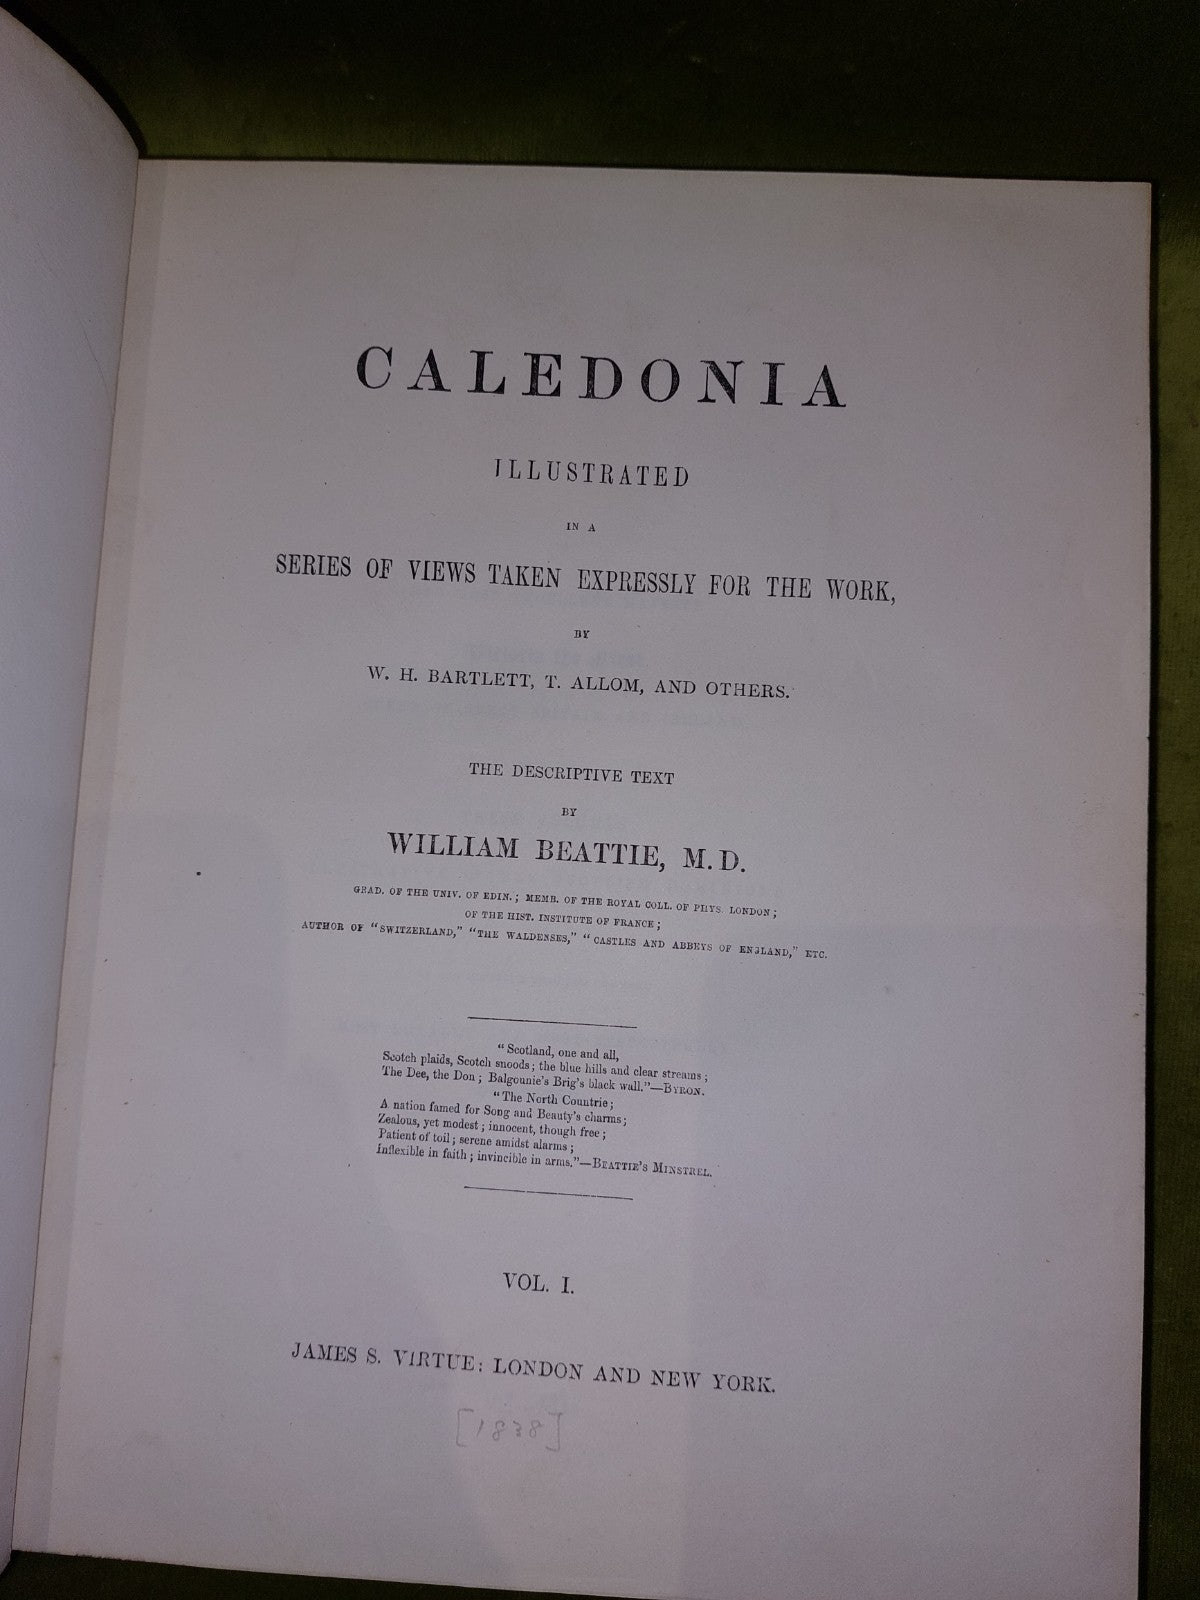 CALEDONIA
ILLUSTRATED
IN A
SERIES OF VIEWS TAKEN EXPRESSLY FOR THE WORK,
BY
W. H. BARTLETT, T. ALLOM, AND OTHERS.
THE DESCRIPTIVE TEXT
BY
WILLIAM BEATTIE, M.D.
GRAD. OF THE UNIV. OF EDIN.; MEMB. OF THE ROYAL COLL. OF PHYS. LONDON;
OF THE HIST. INSTITUTE OF FRANCE;
AUTHOR OF "SWITZERLAND," "THE WALDENSES," "CASTLES AND ABBEYS OF ENGLAND," ETC.
"Scotland, one and all,
Scotch plaids, Scotch snoods; the blue hills and clear streams;
The Dee, the Don; Balgounie's Brig's black wall."—BYRON.
"The North Countrie;
A nation famed for Song and Beauty's charms;
Zealous, yet modest; innocent, though free;
Patient of toil; serene amidst alarms;
Inflexible in faith; invincible in arms."—BEATTIE'S MINSTREL.
VOL. I.
JAMES S. VIRTUE: LONDON AND NEW YORK.
[1838]